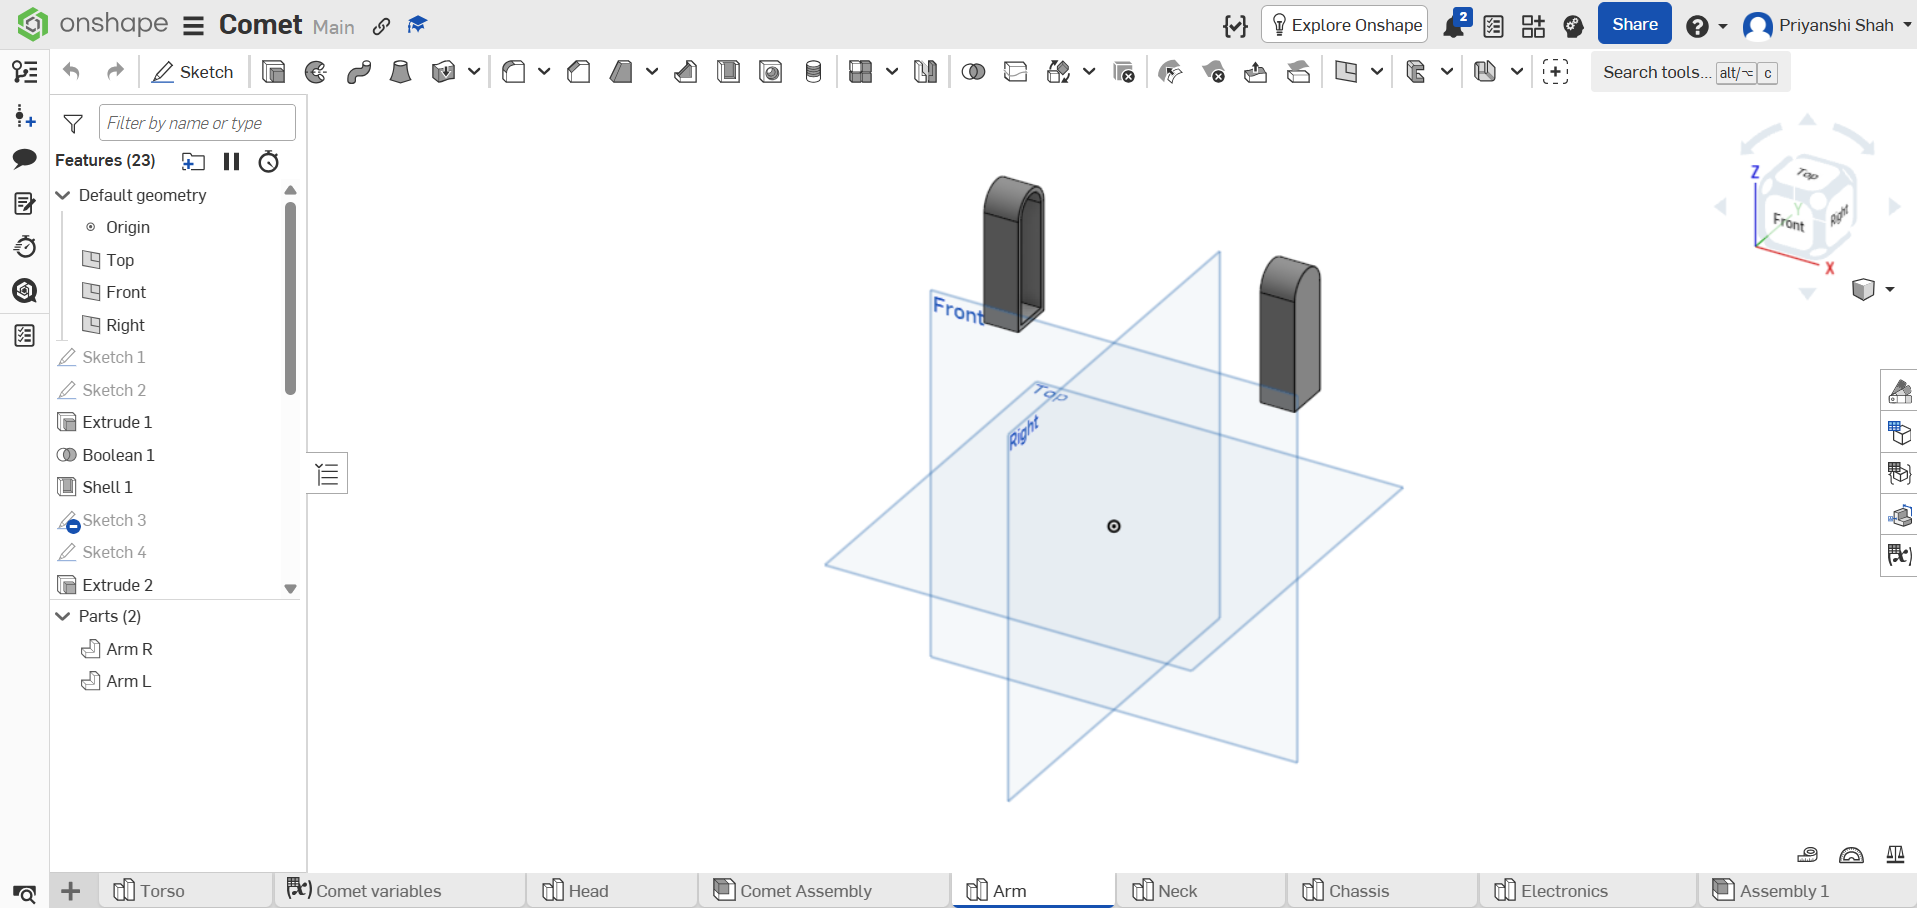 onshape Comet Main Explore Onshape 2 Share Priyanshi Shah
Sketch Search tools... alt/⌥ c
Filter by name or type
Features (23)
Default geometry
Origin
Top
Front
Right
Sketch 1
Sketch 2
Extrude 1
Boolean 1
Shell 1
Sketch 3
Sketch 4
Extrude 2
Parts (2)
Arm R
Arm L
Front
Top
Right
Z
Top
Y
Front
Right
X
Torso Comet variables Head Comet Assembly Arm Neck Chassis Electronics Assembly 1